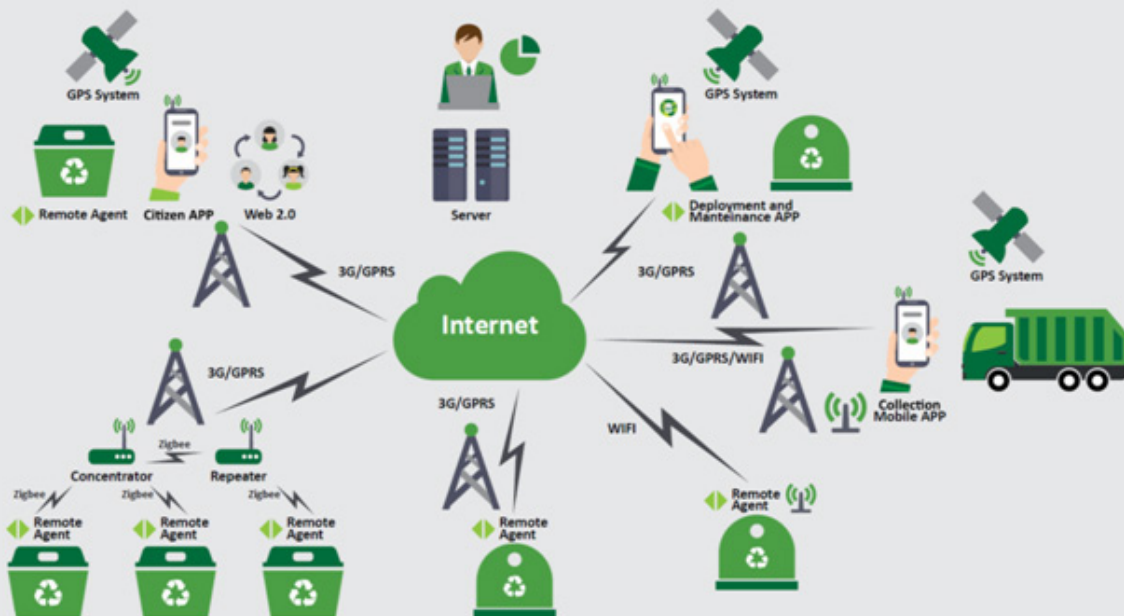 GPS System
GPS System
Remote Agent
Citizen APP
Web 2.0
Server
Deployment and
Manteinance APP
GPS System
3G/GPRS
3G/GPRS
Internet
3G/GPRS/WIFI
3G/GPRS
3G/GPRS
Collection
Mobile APP
WIFI
Zigbee
Concentrator
Repeater
Zigbee
Zigbee
Zigbee
Remote
Agent
Remote
Agent
Remote
Agent
Remote
Agent
Remote
Agent